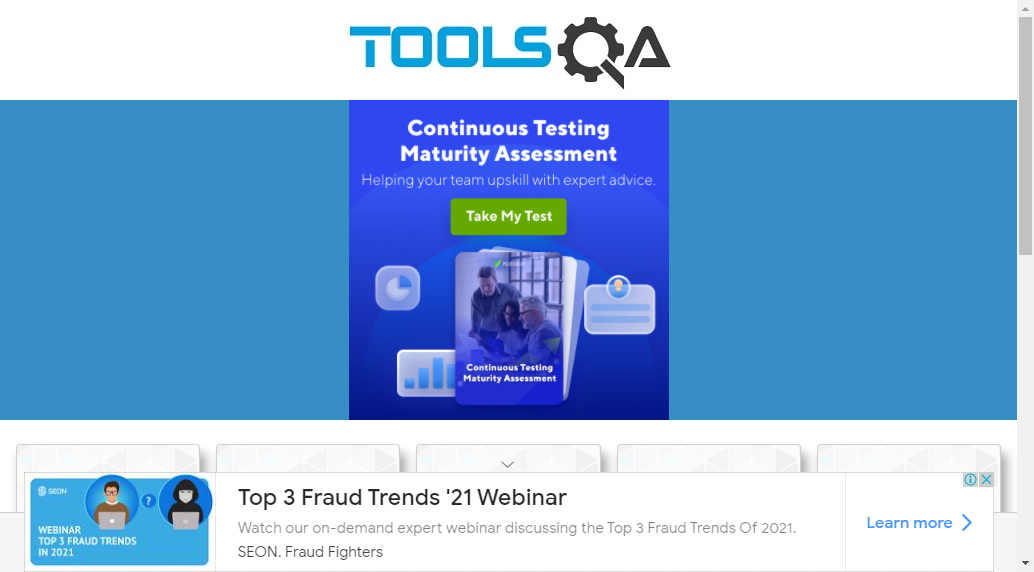 TOOLSQA
Continuous Testing
Maturity Assessment
Helping your team upskill with expert advice.
Take My Test
Katalon
Continuous Testing
Maturity Assessment
SEON
WEBINAR
TOP 3 FRAUD TRENDS
IN 2021
?
Top 3 Fraud Trends '21 Webinar
Watch our on-demand expert webinar discussing the Top 3 Fraud Trends Of 2021.
SEON. Fraud Fighters
Learn more